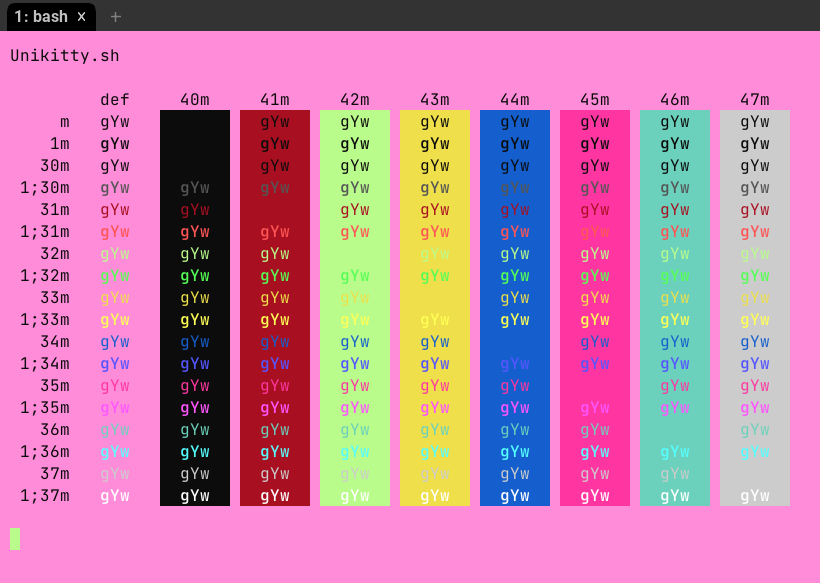 1: bash × +
Unikitty.sh
def 40m 41m 42m 43m 44m 45m 46m 47m
m gYw gYw gYw gYw gYw gYw gYw gYw
1m gYw gYw gYw gYw gYw gYw gYw gYw
30m gYw gYw gYw gYw gYw gYw gYw gYw
1;30m gYw gYw gYw gYw gYw gYw gYw gYw gYw
31m gYw gYw gYw gYw gYw gYw gYw gYw
1;31m gYw gYw gYw gYw gYw gYw gYw gYw gYw
32m gYw gYw gYw gYw gYw gYw gYw gYw
1;32m gYw gYw gYw gYw gYw gYw gYw gYw gYw
33m gYw gYw gYw gYw gYw gYw gYw gYw
1;33m gYw gYw gYw gYw gYw gYw gYw gYw gYw
34m gYw gYw gYw gYw gYw gYw gYw gYw
1;34m gYw gYw gYw gYw gYw gYw gYw gYw gYw
35m gYw gYw gYw gYw gYw gYw gYw gYw
1;35m gYw gYw gYw gYw gYw gYw gYw gYw gYw
36m gYw gYw gYw gYw gYw gYw gYw gYw
1;36m gYw gYw gYw gYw gYw gYw gYw gYw gYw
37m gYw gYw gYw gYw gYw gYw gYw gYw
1;37m gYw gYw gYw gYw gYw gYw gYw gYw gYw